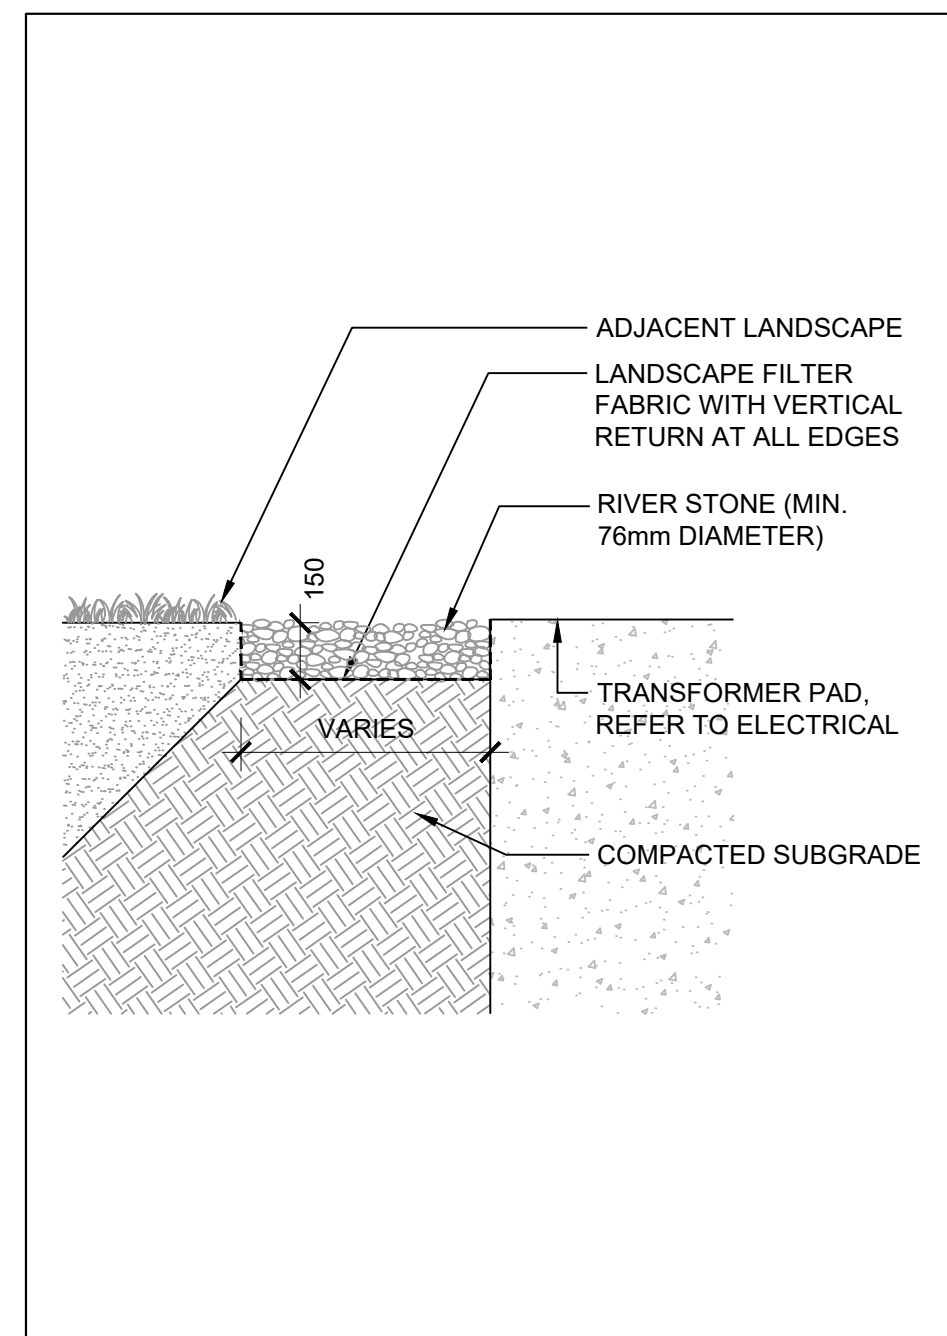 ADJACENT LANDSCAPE
LANDSCAPE FILTER
FABRIC WITH VERTICAL
RETURN AT ALL EDGES
RIVER STONE (MIN.
76mm DIAMETER)
150
TRANSFORMER PAD,
REFER TO ELECTRICAL
VARIES
COMPACTED SUBGRADE